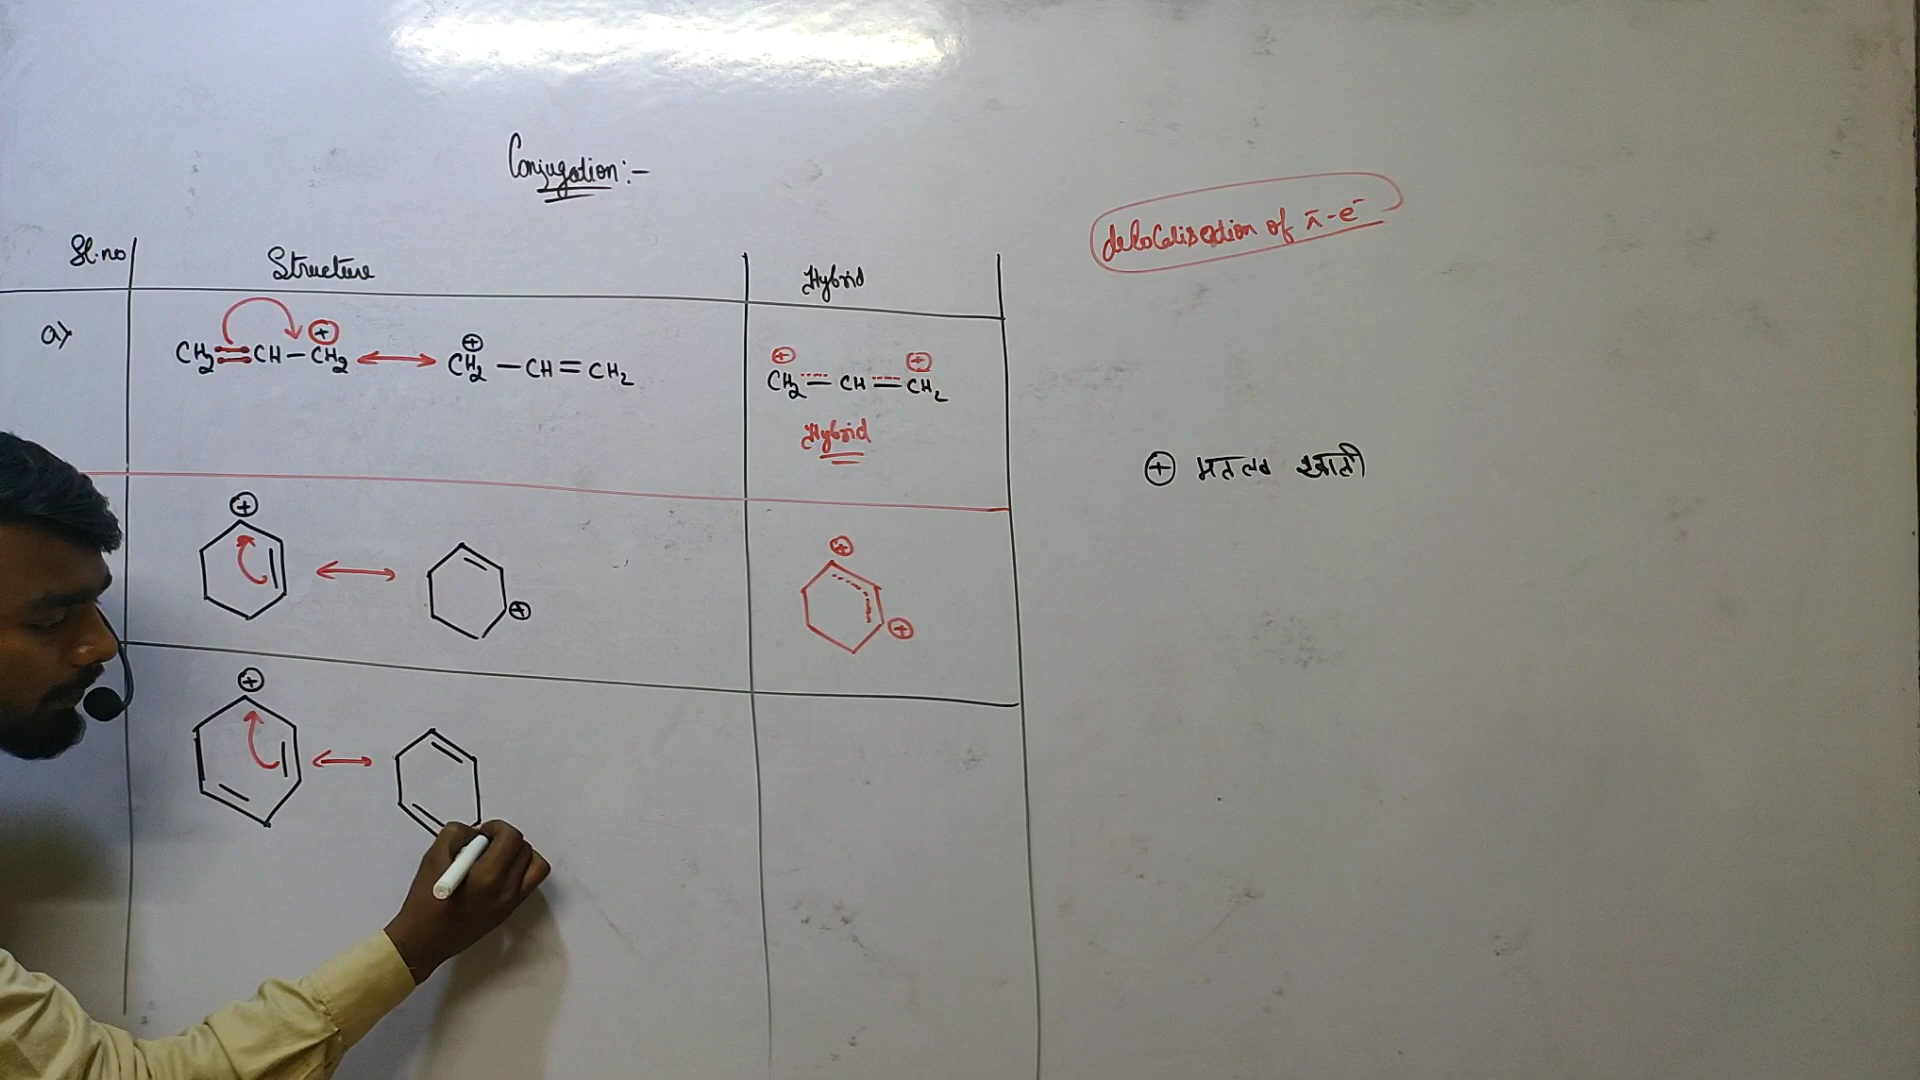 Conjugation:-
delocalisation of π-e⁻
Sl.no Structure Hybrid
a) CH₂=CH-CH₂⊕ ↔ ⊕CH₂-CH=CH₂
⊕ ⊕
CH₂=CH=CH₂
Hybrid
⊕ मतलब खाली
⊕
⊕
⊕
⊕
⊕